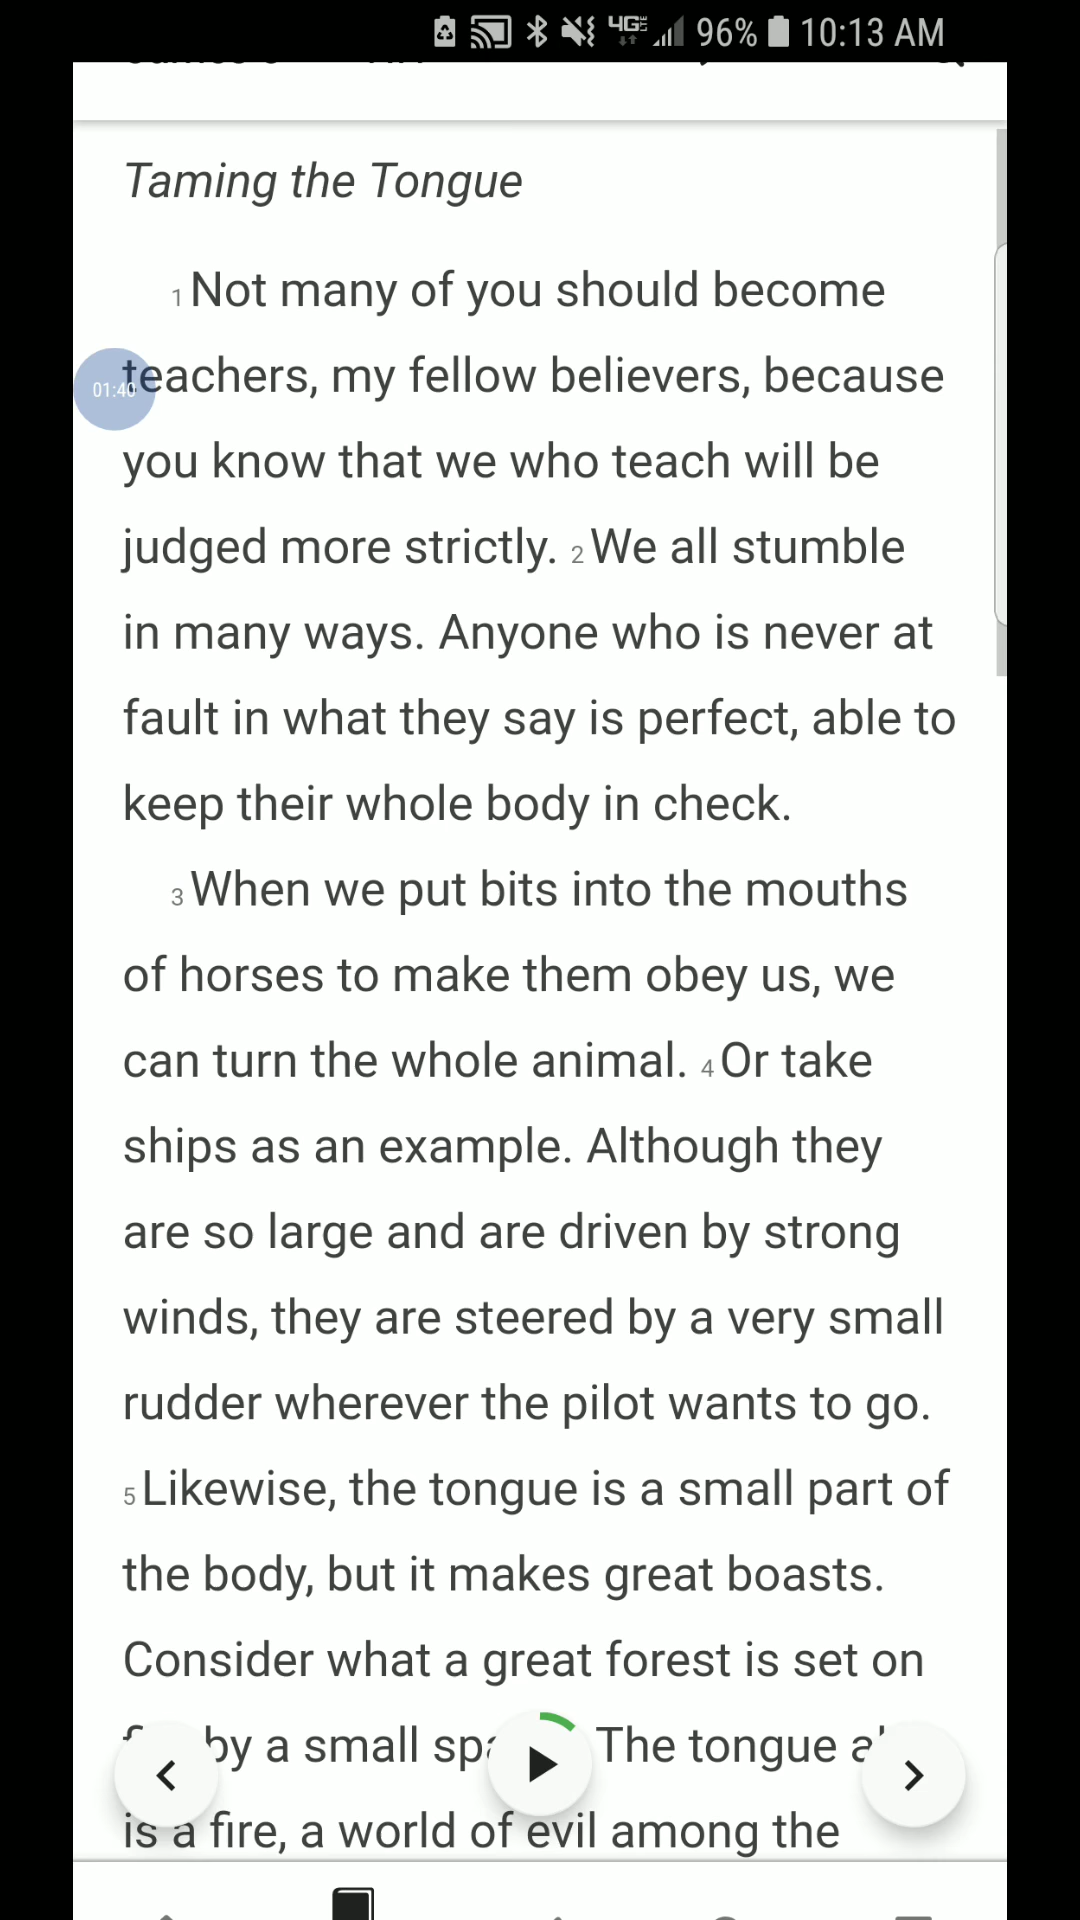 4G LTE 96% 10:13 AM
Taming the Tongue
1 Not many of you should become
01:40
teachers, my fellow believers, because
you know that we who teach will be
judged more strictly. 2 We all stumble
in many ways. Anyone who is never at
fault in what they say is perfect, able to
keep their whole body in check.
3 When we put bits into the mouths
of horses to make them obey us, we
can turn the whole animal. 4 Or take
ships as an example. Although they
are so large and are driven by strong
winds, they are steered by a very small
rudder wherever the pilot wants to go.
5 Likewise, the tongue is a small part of
the body, but it makes great boasts.
Consider what a great forest is set on
by a small The tongue
is a fire, a world of evil among the